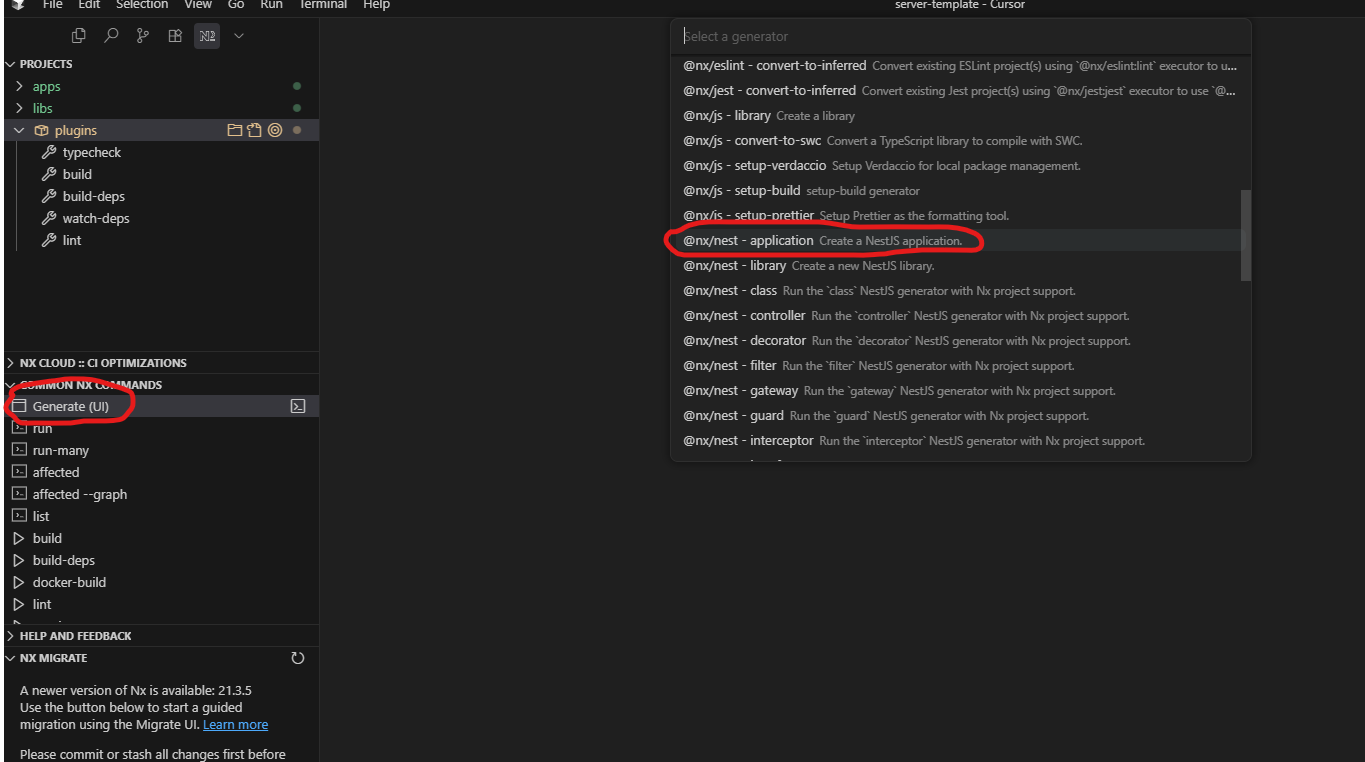 File Edit Selection View Go Run Terminal Help
server-template - Cursor
PROJECTS
apps
libs
plugins
typecheck
build
build-deps
watch-deps
lint
NX CLOUD :: CI OPTIMIZATIONS
COMMON NX COMMANDS
Generate (UI)
run
run-many
affected
affected --graph
list
build
build-deps
docker-build
lint
HELP AND FEEDBACK
NX MIGRATE
A newer version of Nx is available: 21.3.5
Use the button below to start a guided
migration using the Migrate UI. Learn more
Please commit or stash all changes first before
Select a generator
@nx/eslint - convert-to-inferred Convert existing ESLint project(s) using `@nx/eslint:lint` executor to u...
@nx/jest - convert-to-inferred Convert existing Jest project(s) using `@nx/jest:jest` executor to use `@...
@nx/js - library Create a library
@nx/js - convert-to-swc Convert a TypeScript library to compile with SWC.
@nx/js - setup-verdaccio Setup Verdaccio for local package management.
@nx/js - setup-build setup-build generator
@nx/js - setup-prettier Setup Prettier as the formatting tool.
@nx/nest - application Create a NestJS application.
@nx/nest - library Create a new NestJS library.
@nx/nest - class Run the `class` NestJS generator with Nx project support.
@nx/nest - controller Run the `controller` NestJS generator with Nx project support.
@nx/nest - decorator Run the `decorator` NestJS generator with Nx project support.
@nx/nest - filter Run the `filter` NestJS generator with Nx project support.
@nx/nest - gateway Run the `gateway` NestJS generator with Nx project support.
@nx/nest - guard Run the `guard` NestJS generator with Nx project support.
@nx/nest - interceptor Run the `interceptor` NestJS generator with Nx project support.